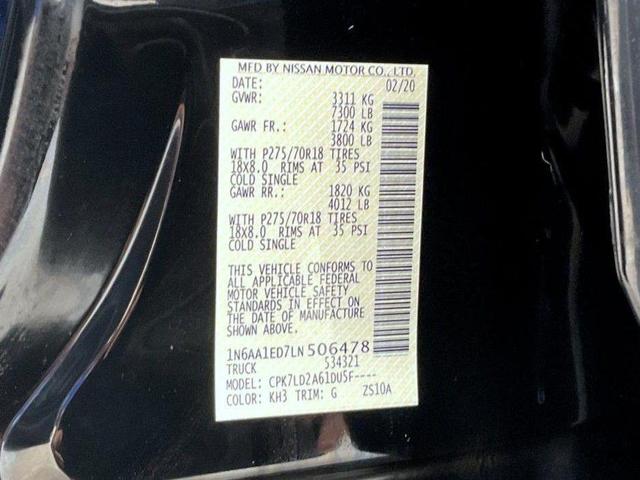 MFD BY NISSAN MOTOR CO., LTD.
DATE: 02/20
GVWR: 3311 KG
7300 LB
GAWR FR.: 1724 KG
3800 LB
WITH P275/70R18 TIRES
18X8.0 RIMS AT 35 PSI
COLD SINGLE
GAWR RR.: 1820 KG
4012 LB
WITH P275/70R18 TIRES
18X8.0 RIMS AT 35 PSI
COLD SINGLE
THIS VEHICLE CONFORMS TO
ALL APPLICABLE FEDERAL
MOTOR VEHICLE SAFETY
STANDARDS IN EFFECT ON
THE DATE OF MANUFACTURE
SHOWN ABOVE.
1N6AA1ED7LN506478
TRUCK 534321
MODEL: CPK7LD2A61DU5F----
COLOR: KH3 TRIM: G ZS10A